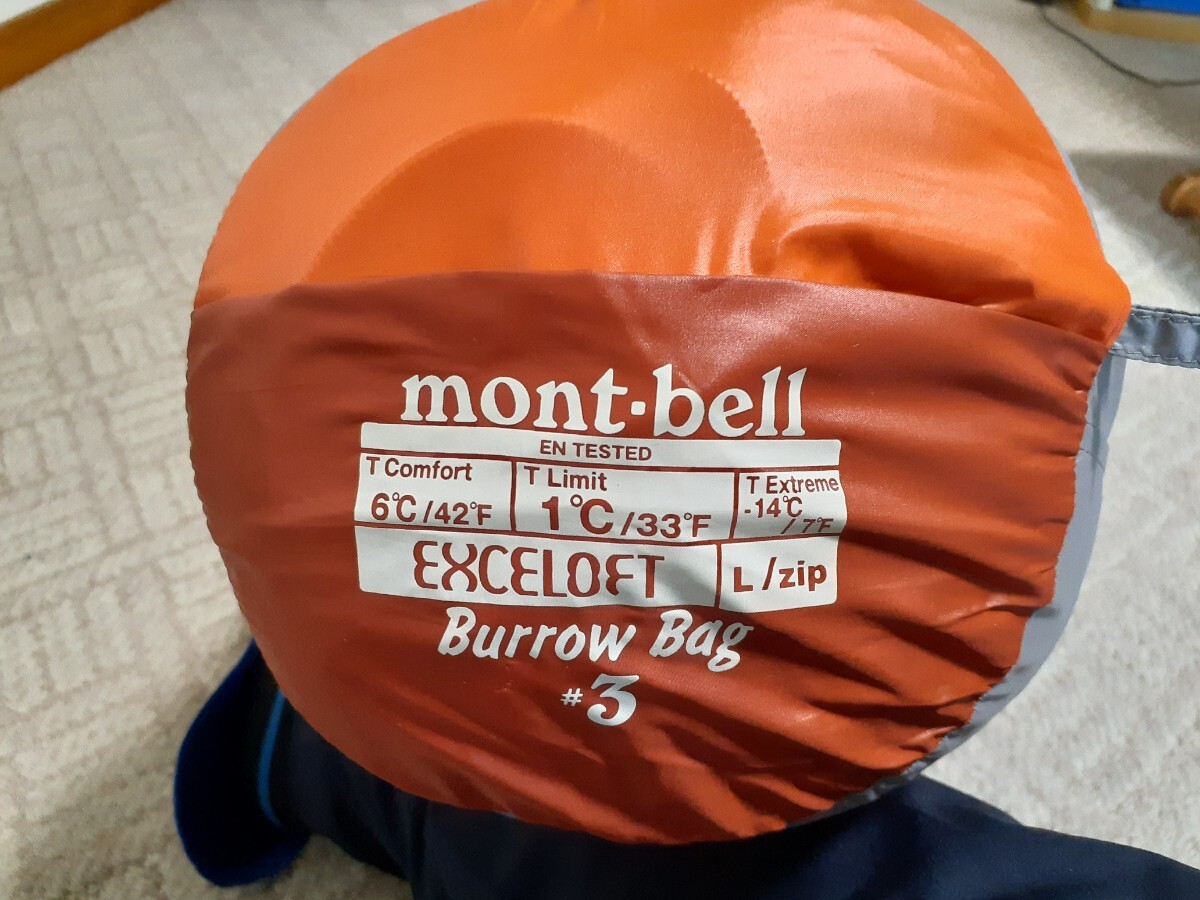 mont-bell
EN TESTED
T Comfort
6℃/42℉
T Limit
1℃/33℉
T Extreme
-14℃
/7℉
EXCELOFT
L/zip
Burrow Bag
#3